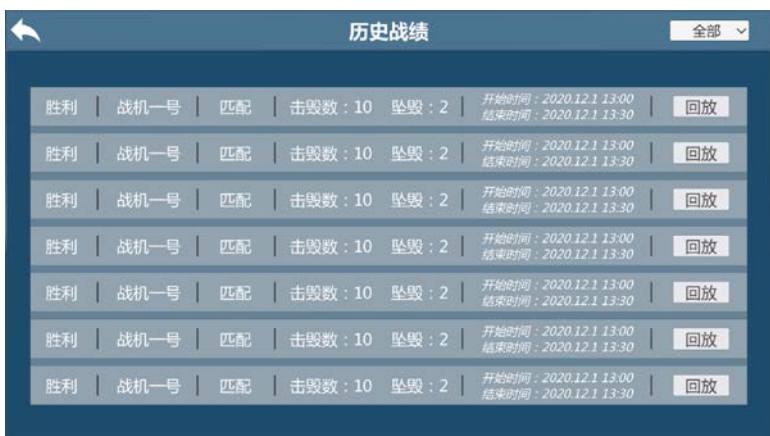 历史战绩 全部
胜利 战机一号 匹配 击毁数：10 坠毁：2 开始时间：2020.12.1 13:00 回放
结束时间：2020.12.1 13:30
胜利 战机一号 匹配 击毁数：10 坠毁：2 开始时间：2020.12.1 13:00 回放
结束时间：2020.12.1 13:30
胜利 战机一号 匹配 击毁数：10 坠毁：2 开始时间：2020.12.1 13:00 回放
结束时间：2020.12.1 13:30
胜利 战机一号 匹配 击毁数：10 坠毁：2 开始时间：2020.12.1 13:00 回放
结束时间：2020.12.1 13:30
胜利 战机一号 匹配 击毁数：10 坠毁：2 开始时间：2020.12.1 13:00 回放
结束时间：2020.12.1 13:30
胜利 战机一号 匹配 击毁数：10 坠毁：2 开始时间：2020.12.1 13:00 回放
结束时间：2020.12.1 13:30
胜利 战机一号 匹配 击毁数：10 坠毁：2 开始时间：2020.12.1 13:00 回放
结束时间：2020.12.1 13:30